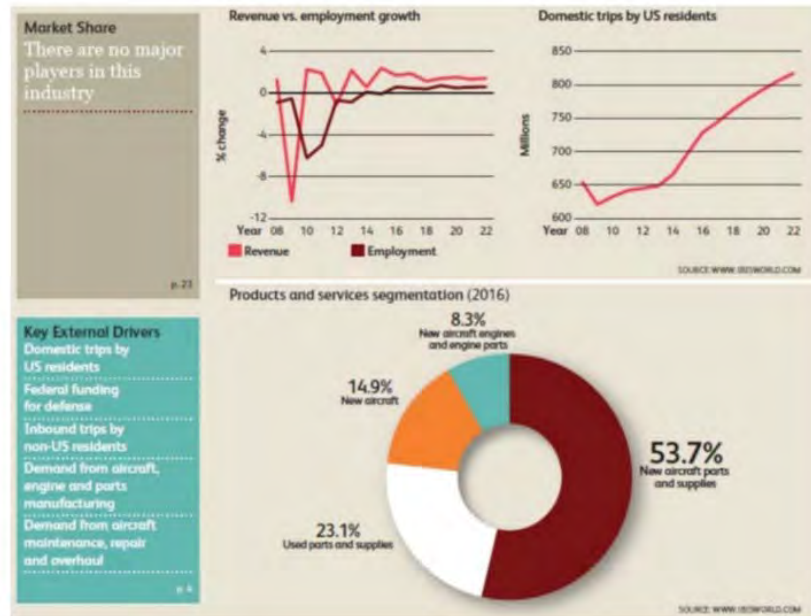 Market Share
There are no major
players in this
industry
p. 23
Key External Drivers
Domestic trips by
US residents
Federal funding
for defense
Inbound trips by
non-US residents
Demand from aircraft,
engine and parts
manufacturing
Demand from aircraft
maintenance, repair
and overhaul
p. 4
Revenue vs. employment growth
% change
4
0
-4
-8
-12
Year 08 10 12 14 16 18 20 22
Revenue Employment
Domestic trips by US residents
Millions
850
800
750
700
650
600
Year 08 10 12 14 16 18 20 22
SOURCE: WWW.IBISWORLD.COM
Products and services segmentation (2016)
8.3%
New aircraft engines
and engine parts
14.9%
New aircraft
53.7%
New aircraft parts
and supplies
23.1%
Used parts and supplies
SOURCE: WWW.IBISWORLD.COM